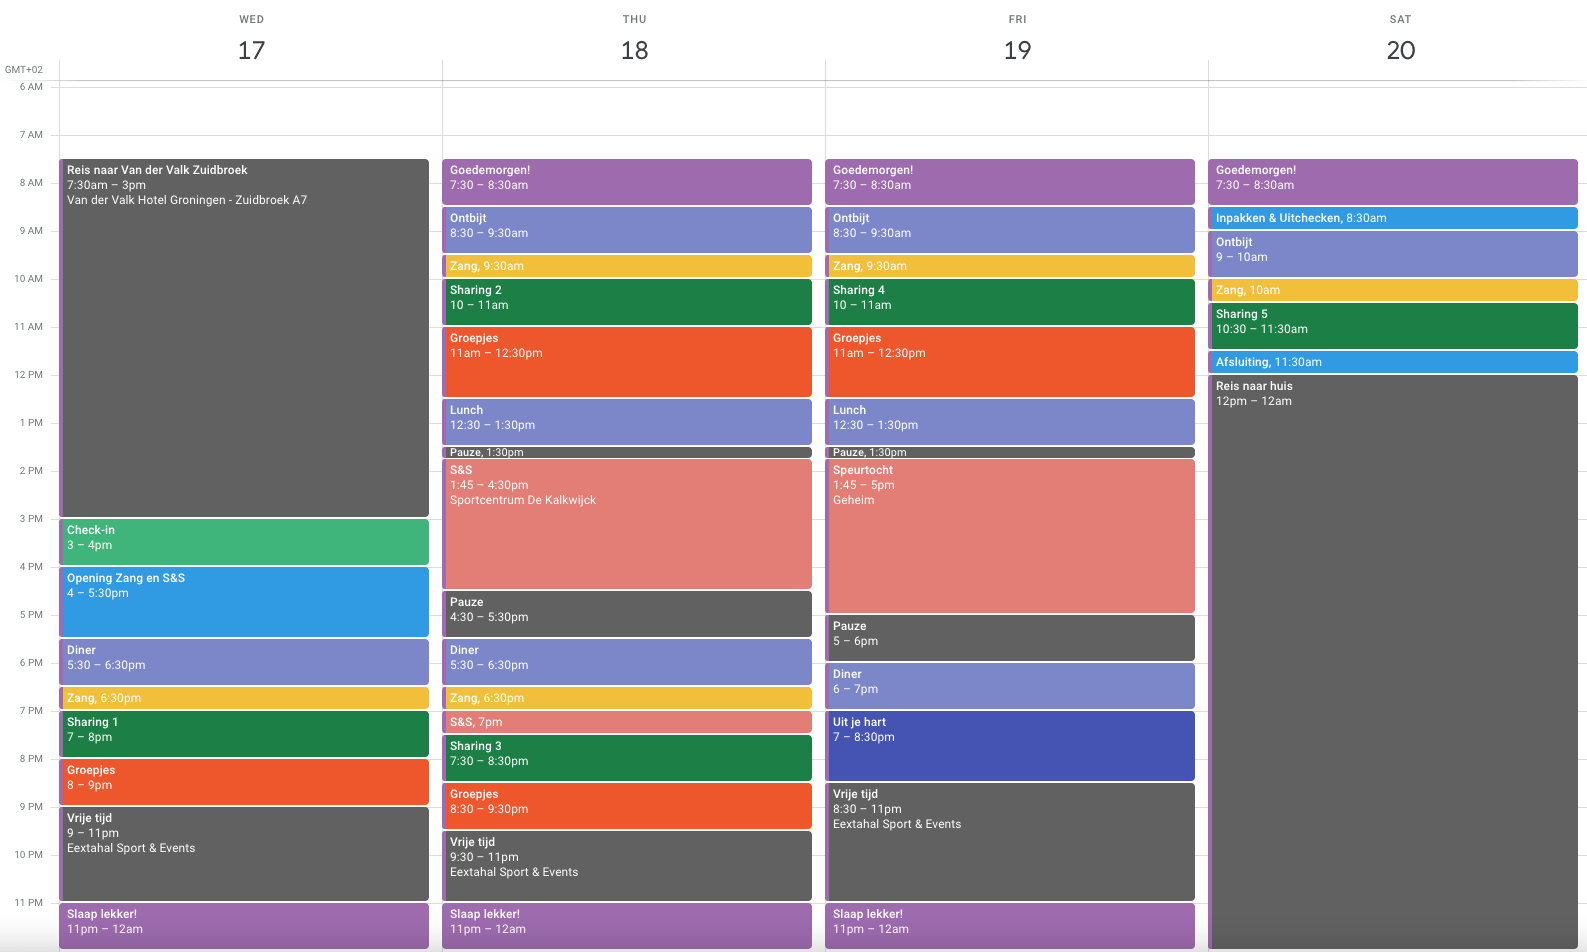 WED
17
THU
18
FRI
19
SAT
20
GMT+02
6 AM
7 AM
8 AM
9 AM
10 AM
11 AM
12 PM
1 PM
2 PM
3 PM
4 PM
5 PM
6 PM
7 PM
8 PM
9 PM
10 PM
11 PM
Reis naar Van der Valk Zuidbroek
7:30am – 3pm
Van der Valk Hotel Groningen - Zuidbroek A7
Check-in
3 – 4pm
Opening Zang en S&S
4 – 5:30pm
Diner
5:30 – 6:30pm
Zang, 6:30pm
Sharing 1
7 – 8pm
Groepjes
8 – 9pm
Vrije tijd
9 – 11pm
Eextahal Sport & Events
Slaap lekker!
11pm – 12am
Goedemorgen!
7:30 – 8:30am
Ontbijt
8:30 – 9:30am
Zang, 9:30am
Sharing 2
10 – 11am
Groepjes
11am – 12:30pm
Lunch
12:30 – 1:30pm
Pauze, 1:30pm
S&S
1:45 – 4:30pm
Sportcentrum De Kalkwijck
Pauze
4:30 – 5:30pm
Diner
5:30 – 6:30pm
Zang, 6:30pm
S&S, 7pm
Sharing 3
7:30 – 8:30pm
Groepjes
8:30 – 9:30pm
Vrije tijd
9:30 – 11pm
Eextahal Sport & Events
Slaap lekker!
11pm – 12am
Goedemorgen!
7:30 – 8:30am
Ontbijt
8:30 – 9:30am
Zang, 9:30am
Sharing 4
10 – 11am
Groepjes
11am – 12:30pm
Lunch
12:30 – 1:30pm
Pauze, 1:30pm
Speurtocht
1:45 – 5pm
Geheim
Pauze
5 – 6pm
Diner
6 – 7pm
Uit je hart
7 – 8:30pm
Vrije tijd
8:30 – 11pm
Eextahal Sport & Events
Slaap lekker!
11pm – 12am
Goedemorgen!
7:30 – 8:30am
Inpakken & Uitchecken, 8:30am
Ontbijt
9 – 10am
Zang, 10am
Sharing 5
10:30 – 11:30am
Afsluiting, 11:30am
Reis naar huis
12pm – 12am